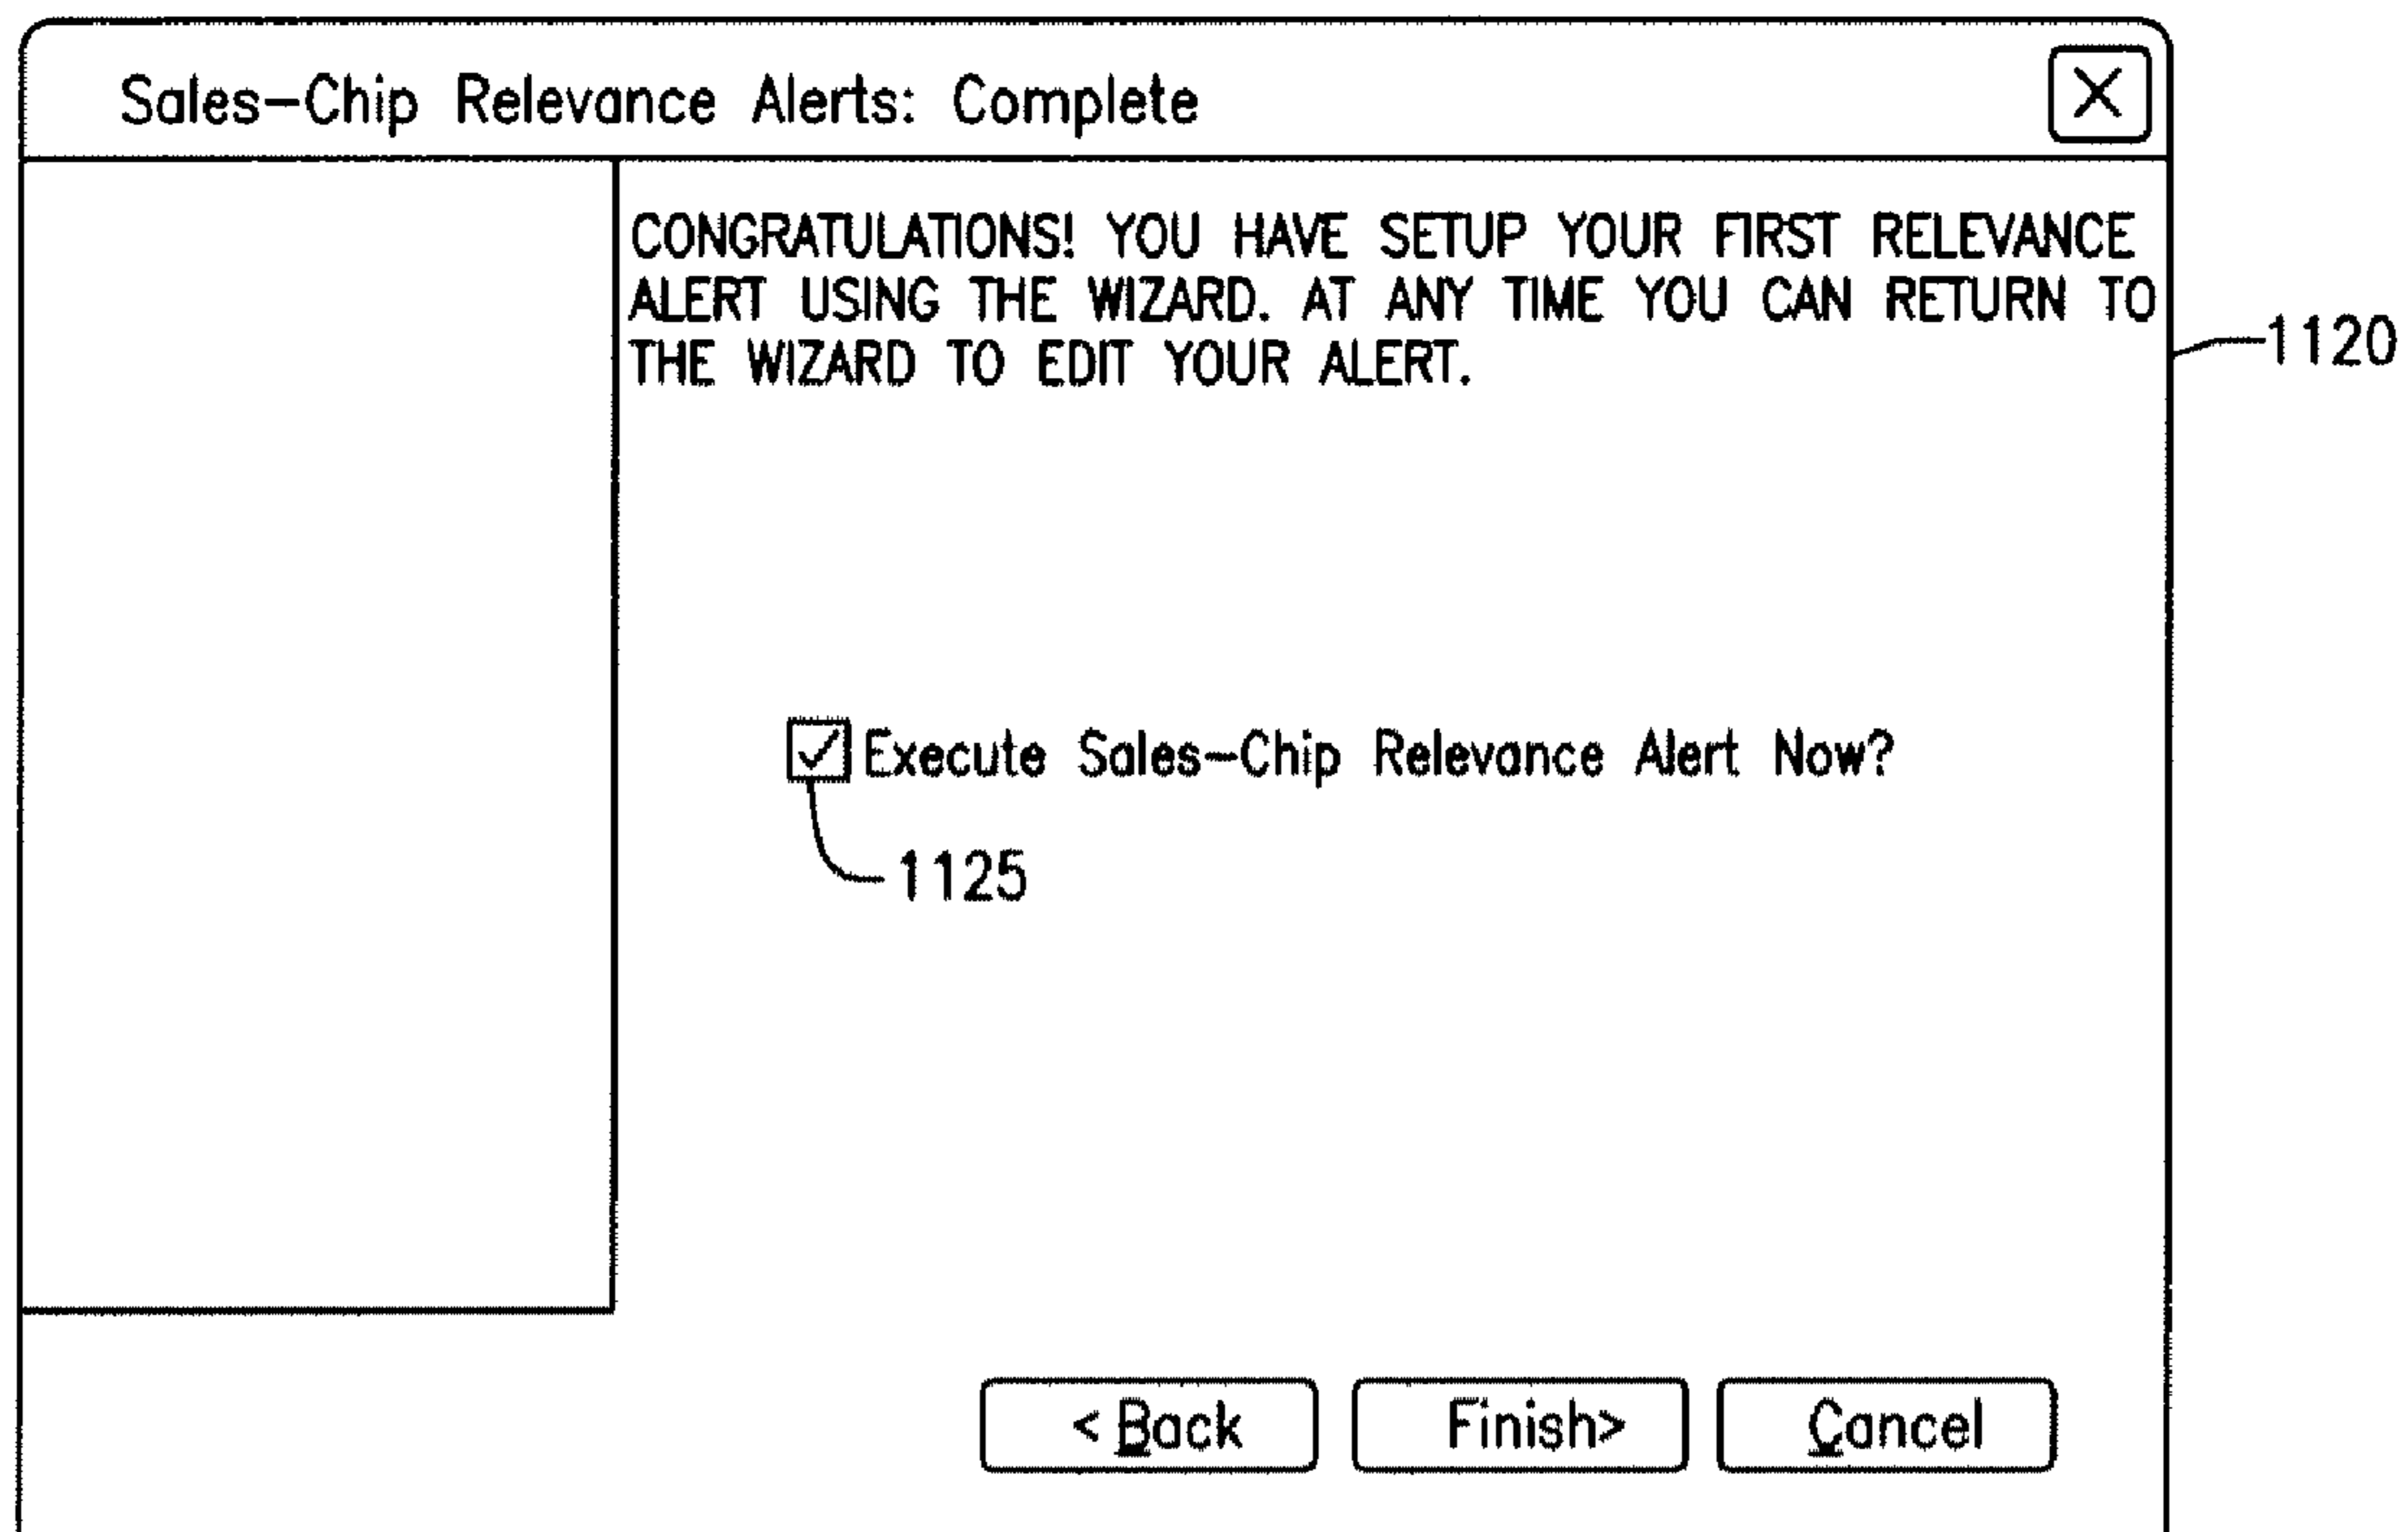 Sales-Chip Relevance Alerts: Complete
X
CONGRATULATIONS! YOU HAVE SETUP YOUR FIRST RELEVANCE
ALERT USING THE WIZARD. AT ANY TIME YOU CAN RETURN TO
THE WIZARD TO EDIT YOUR ALERT.
1120
Execute Sales-Chip Relevance Alert Now?
1125
< Back
Finish>
Cancel